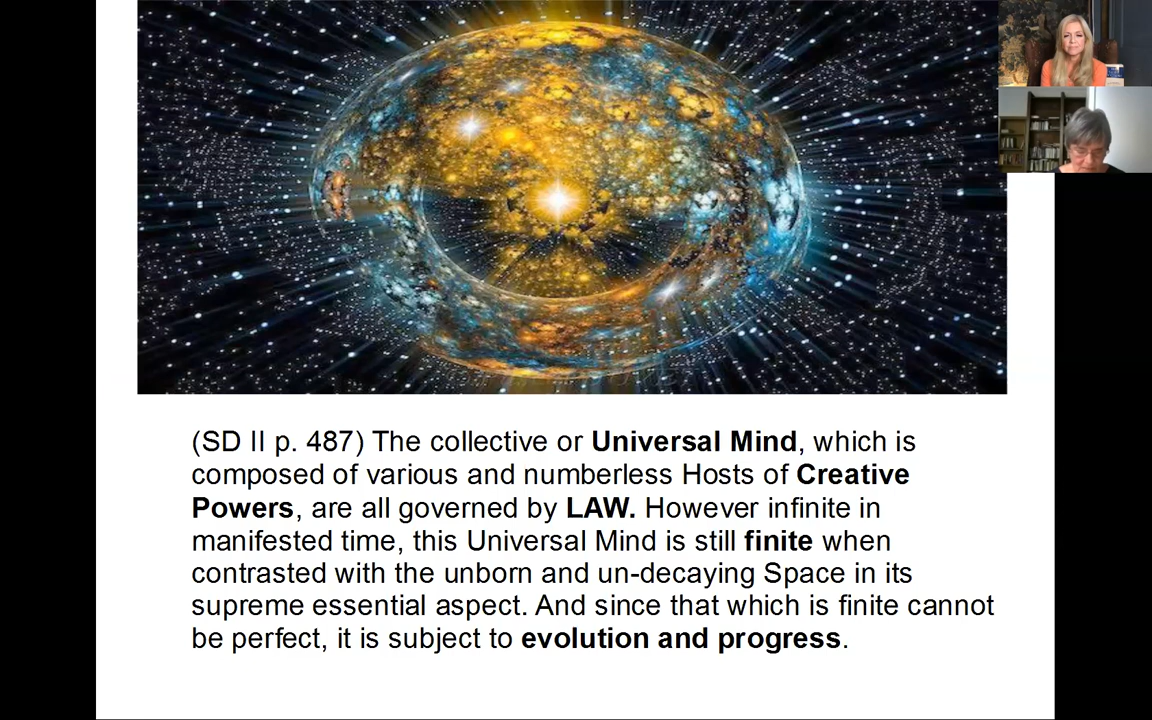 (SD II p. 487) The collective or Universal Mind, which is
composed of various and numberless Hosts of Creative
Powers, are all governed by LAW. However infinite in
manifested time, this Universal Mind is still finite when
contrasted with the unborn and un-decaying Space in its
supreme essential aspect. And since that which is finite cannot
be perfect, it is subject to evolution and progress.